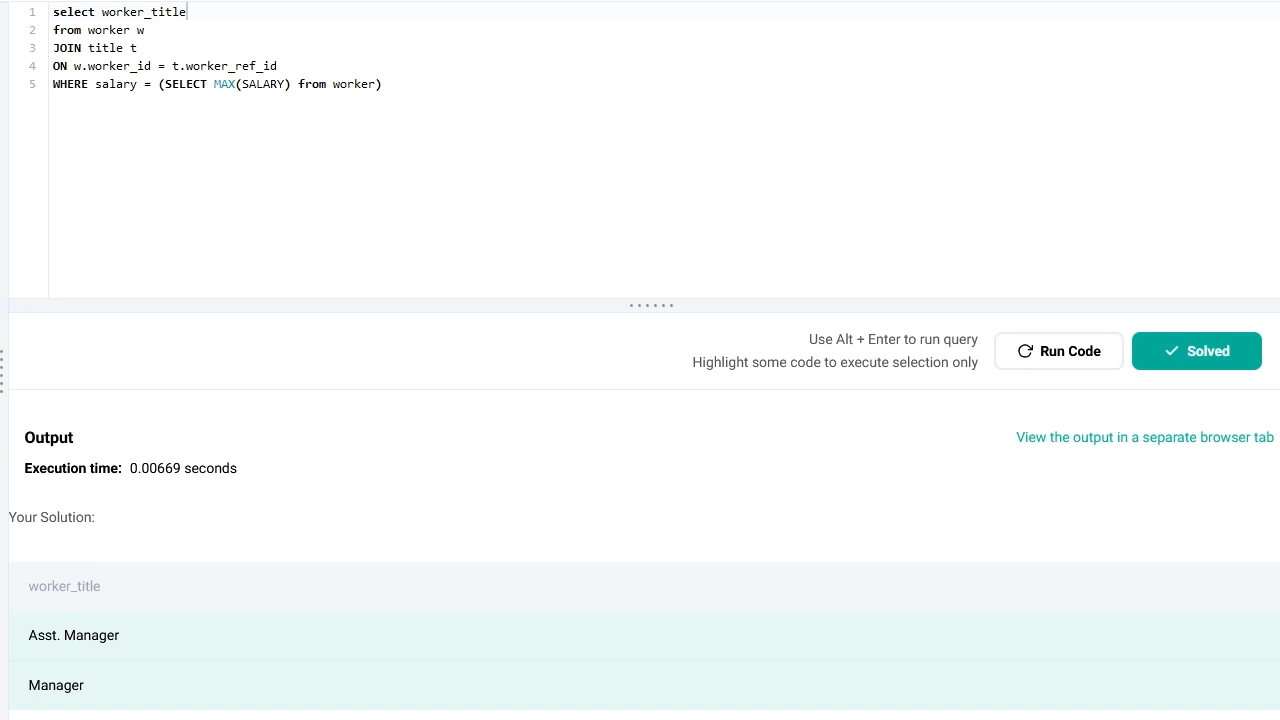 1 select worker_title
2 from worker w
3 JOIN title t
4 ON w.worker_id = t.worker_ref_id
5 WHERE salary = (SELECT MAX(SALARY) from worker)
Use Alt + Enter to run query
Highlight some code to execute selection only
Run Code
Solved
Output
View the output in a separate browser tab
Execution time: 0.00669 seconds
Your Solution:
worker_title
Asst. Manager
Manager